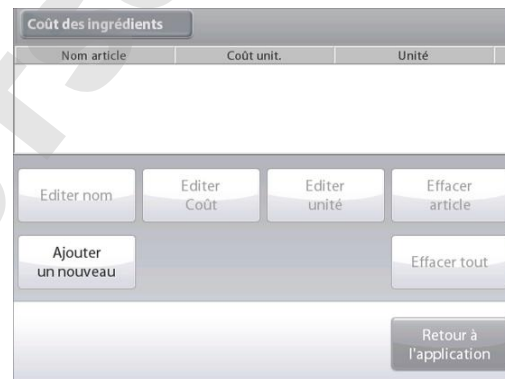 Coût des ingrédients
Nom article Coût unit. Unité
Editer nom
Editer
Coût
Editer
unité
Effacer
article
Ajouter
un nouveau
Effacer tout
Retour à
l'application